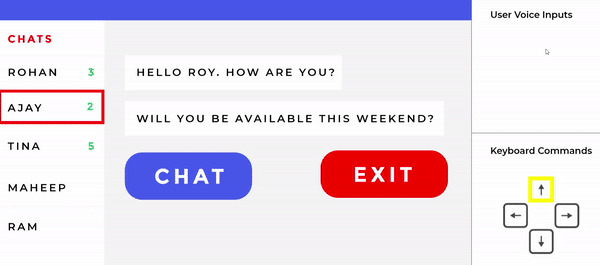 CHATS
ROHAN 3
AJAY 2
TINA 5
MAHEEP
RAM
HELLO ROY. HOW ARE YOU?
WILL YOU BE AVAILABLE THIS WEEKEND?
CHAT
EXIT
User Voice Inputs
Keyboard Commands
↑
← →
↓